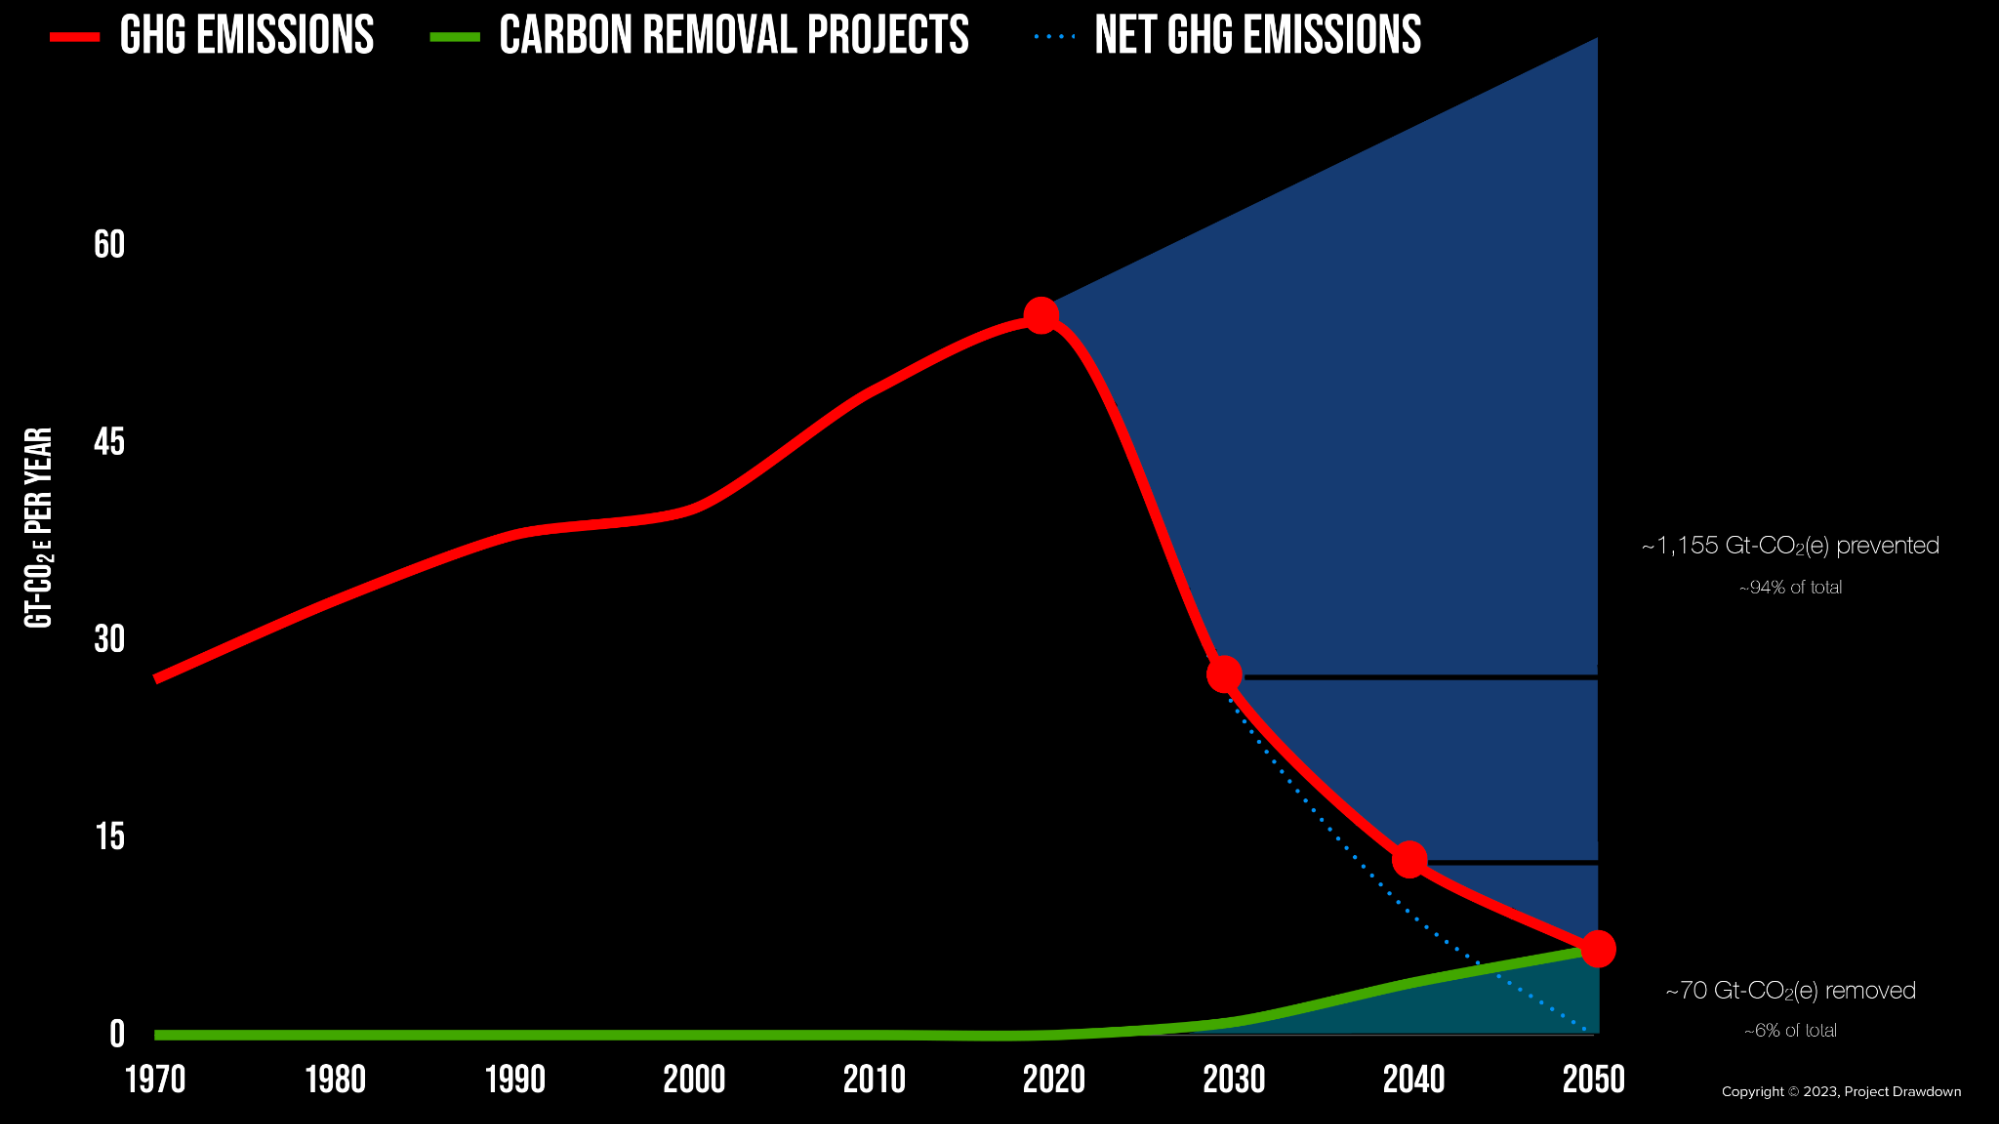 GHG EMISSIONS
CARBON REMOVAL PROJECTS
NET GHG EMISSIONS
GT-CO₂ E PER YEAR
60
45
30
15
0
1970
1980
1990
2000
2010
2020
2030
2040
2050
~1,155 Gt-CO₂(e) prevented
~94% of total
~70 Gt-CO₂(e) removed
~6% of total
Copyright © 2023, Project Drawdown